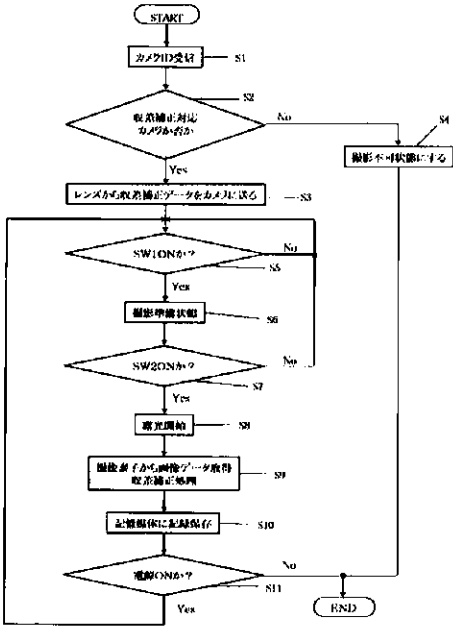 START
カメラID受信
S1
S2
収差補正対応
カメラか否か
No
S4
撮影不可状態にする
Yes
レンズから収差補正データをカメラに送る
S3
SW1ONか?
No
S5
Yes
撮影準備状態
S6
SW2ONか?
No
S7
Yes
露光開始
S8
撮像素子から画像データ取得
収差補正処理
S9
記憶媒体に記録保存
S10
電源ONか?
No
S11
Yes
END